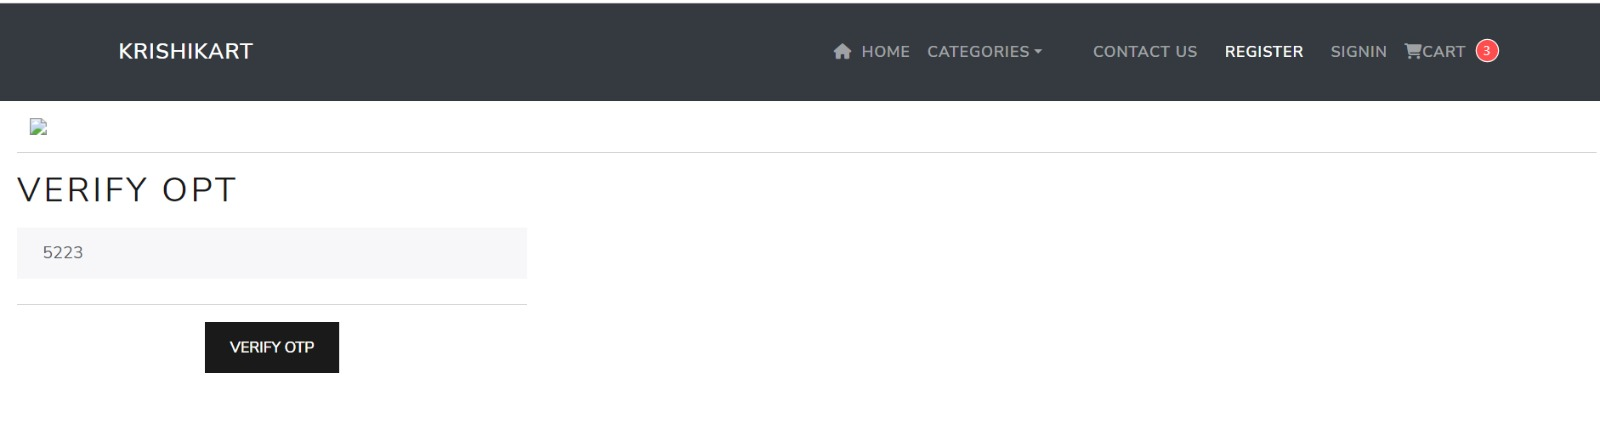 KRISHIKART HOME CATEGORIES CONTACT US REGISTER SIGNIN CART 3
VERIFY OPT
5223
VERIFY OTP